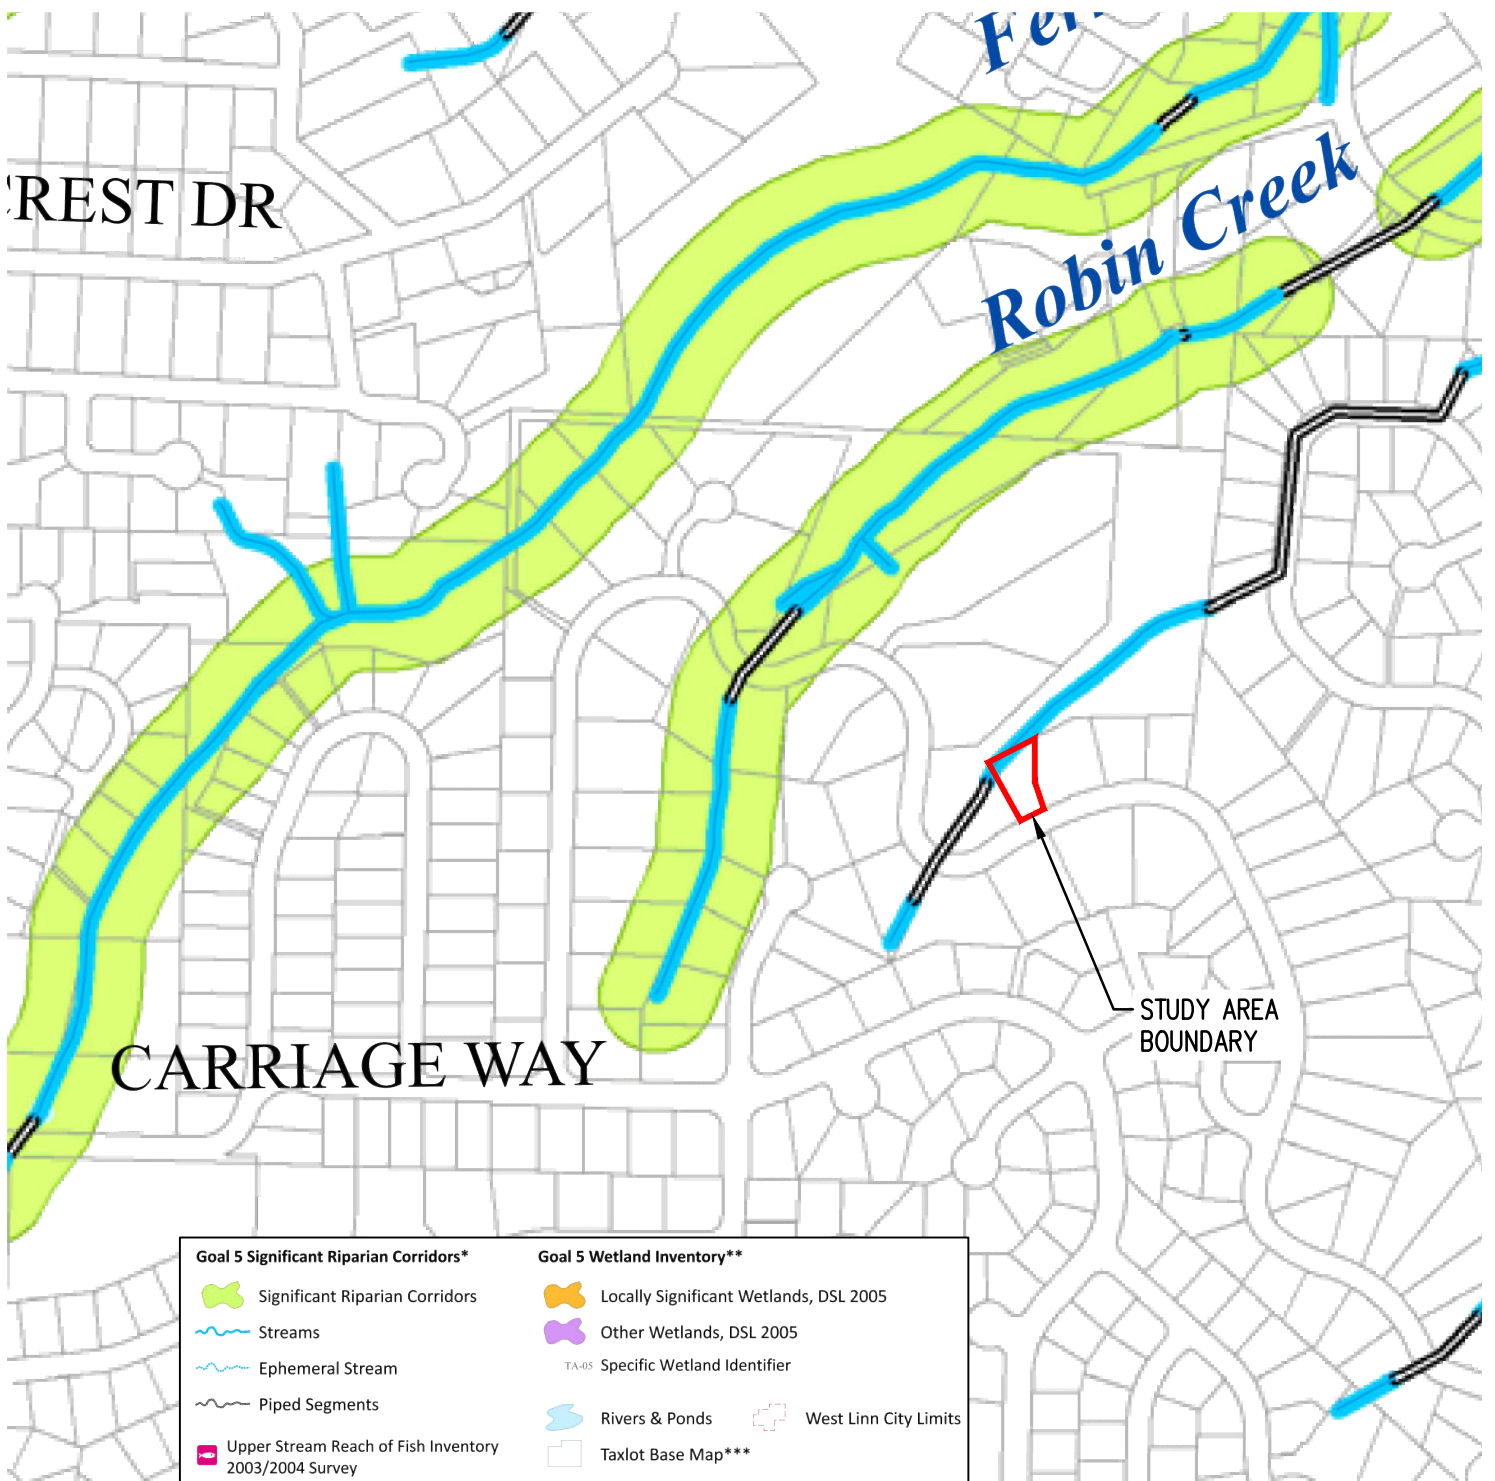 CREST DR
Robin Creek
STUDY AREA
BOUNDARY
CARRIAGE WAY
Goal 5 Significant Riparian Corridors*
Significant Riparian Corridors
Streams
Ephemeral Stream
Piped Segments
Upper Stream Reach of Fish Inventory
2003/2004 Survey
Goal 5 Wetland Inventory**
Locally Significant Wetlands, DSL 2005
Other Wetlands, DSL 2005
TA-05 Specific Wetland Identifier
Rivers & Ponds
West Linn City Limits
Taxlot Base Map***